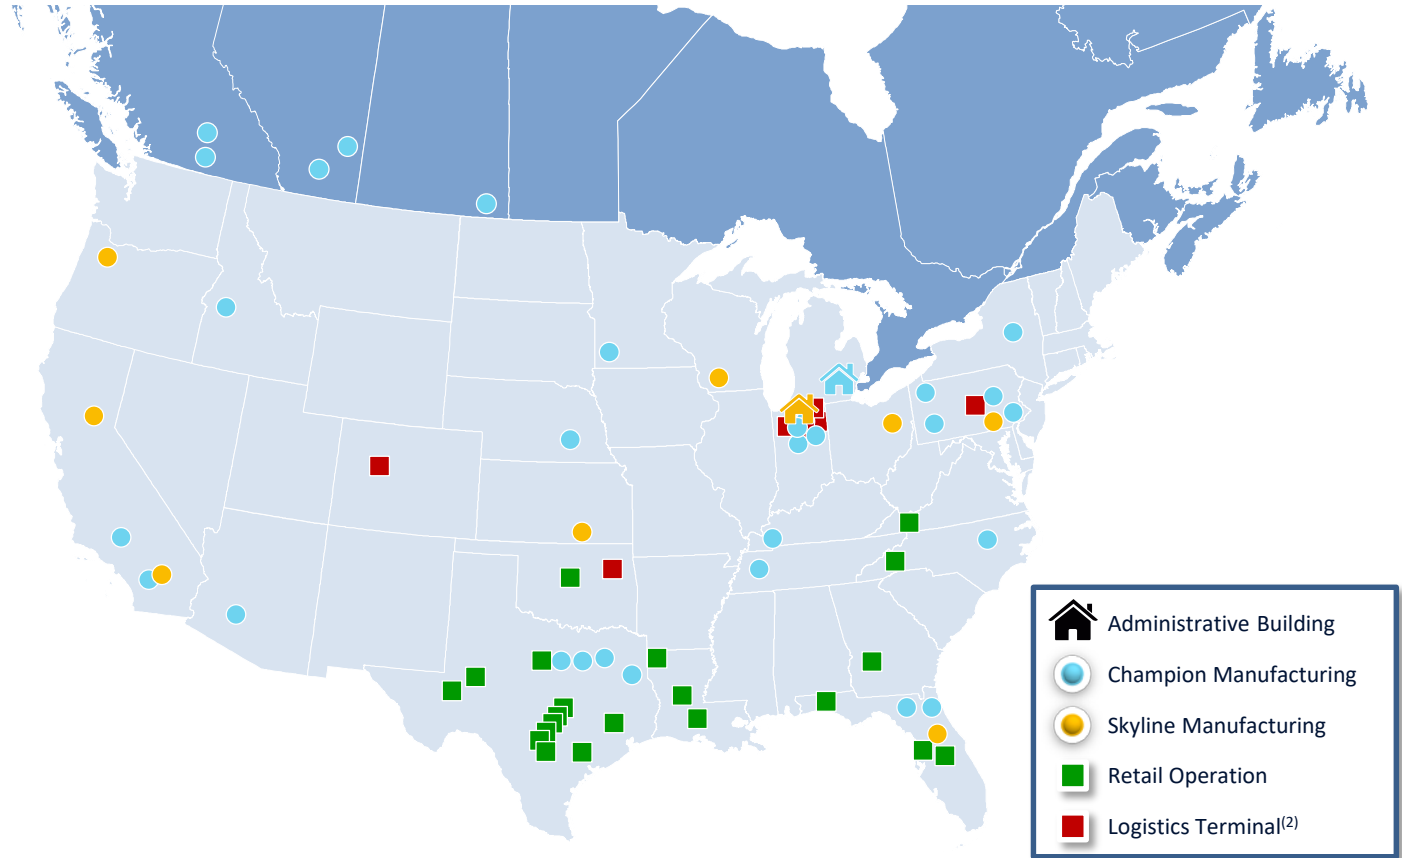 Administrative Building
Champion Manufacturing
Skyline Manufacturing
Retail Operation
Logistics Terminal(2)